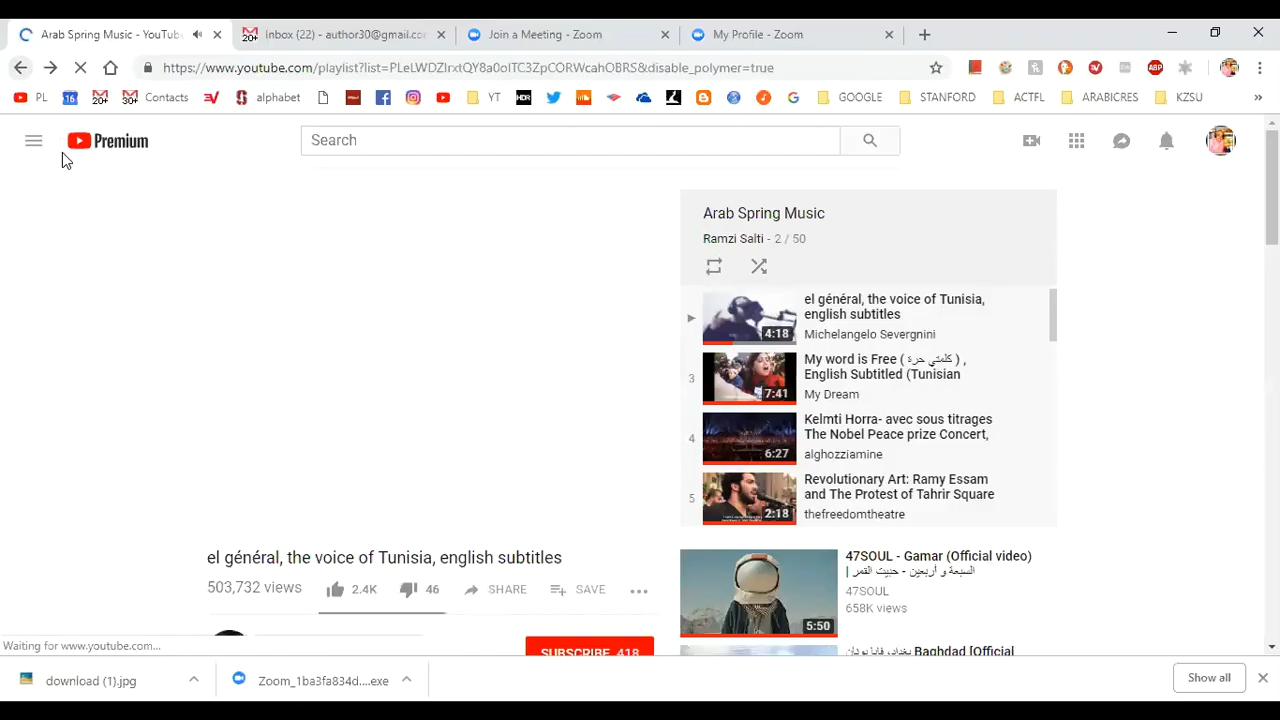 Arab Spring Music - YouTub
Inbox (22) - author30@gmail.co
Join a Meeting - Zoom
My Profile - Zoom
https://www.youtube.com/playlist?list=PLeLWDZIrxtQY8a0oITC3ZpCORWcahOBRS&disable_polymer=true
PL
Contacts
alphabet
YT
GOOGLE
STANFORD
ACTFL
ARABICRES
KZSU
Premium
Search
Arab Spring Music
Ramzi Salti - 2 / 50
el général, the voice of Tunisia,
english subtitles
Michelangelo Severgnini
4:18
3
My word is Free ( كلمتي حرة ) ,
English Subtitled (Tunisian
My Dream
7:41
4
Kelmti Horra- avec sous titrages
The Nobel Peace prize Concert,
alghozziamine
6:27
5
Revolutionary Art: Ramy Essam
and The Protest of Tahrir Square
thefreedomtheatre
2:18
el général, the voice of Tunisia, english subtitles
503,732 views
2.4K
46
SHARE
SAVE
SUBSCRIBE 418
47SOUL - Gamar (Official video)
| السبعة و أربعين - حبيت القمر
47SOUL
658K views
5:50
Baghdad [Official
Waiting for www.youtube.com...
download (1).jpg
Zoom_1ba3fa834d....exe
Show all